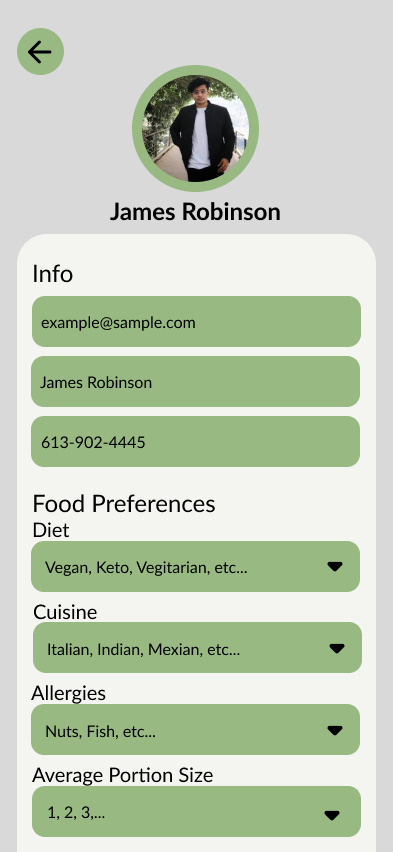 James Robinson
Info
example@sample.com
James Robinson
613-902-4445
Food Preferences
Diet
Vegan, Keto, Vegitarian, etc...
Cuisine
Italian, Indian, Mexian, etc...
Allergies
Nuts, Fish, etc...
Average Portion Size
1, 2, 3,...